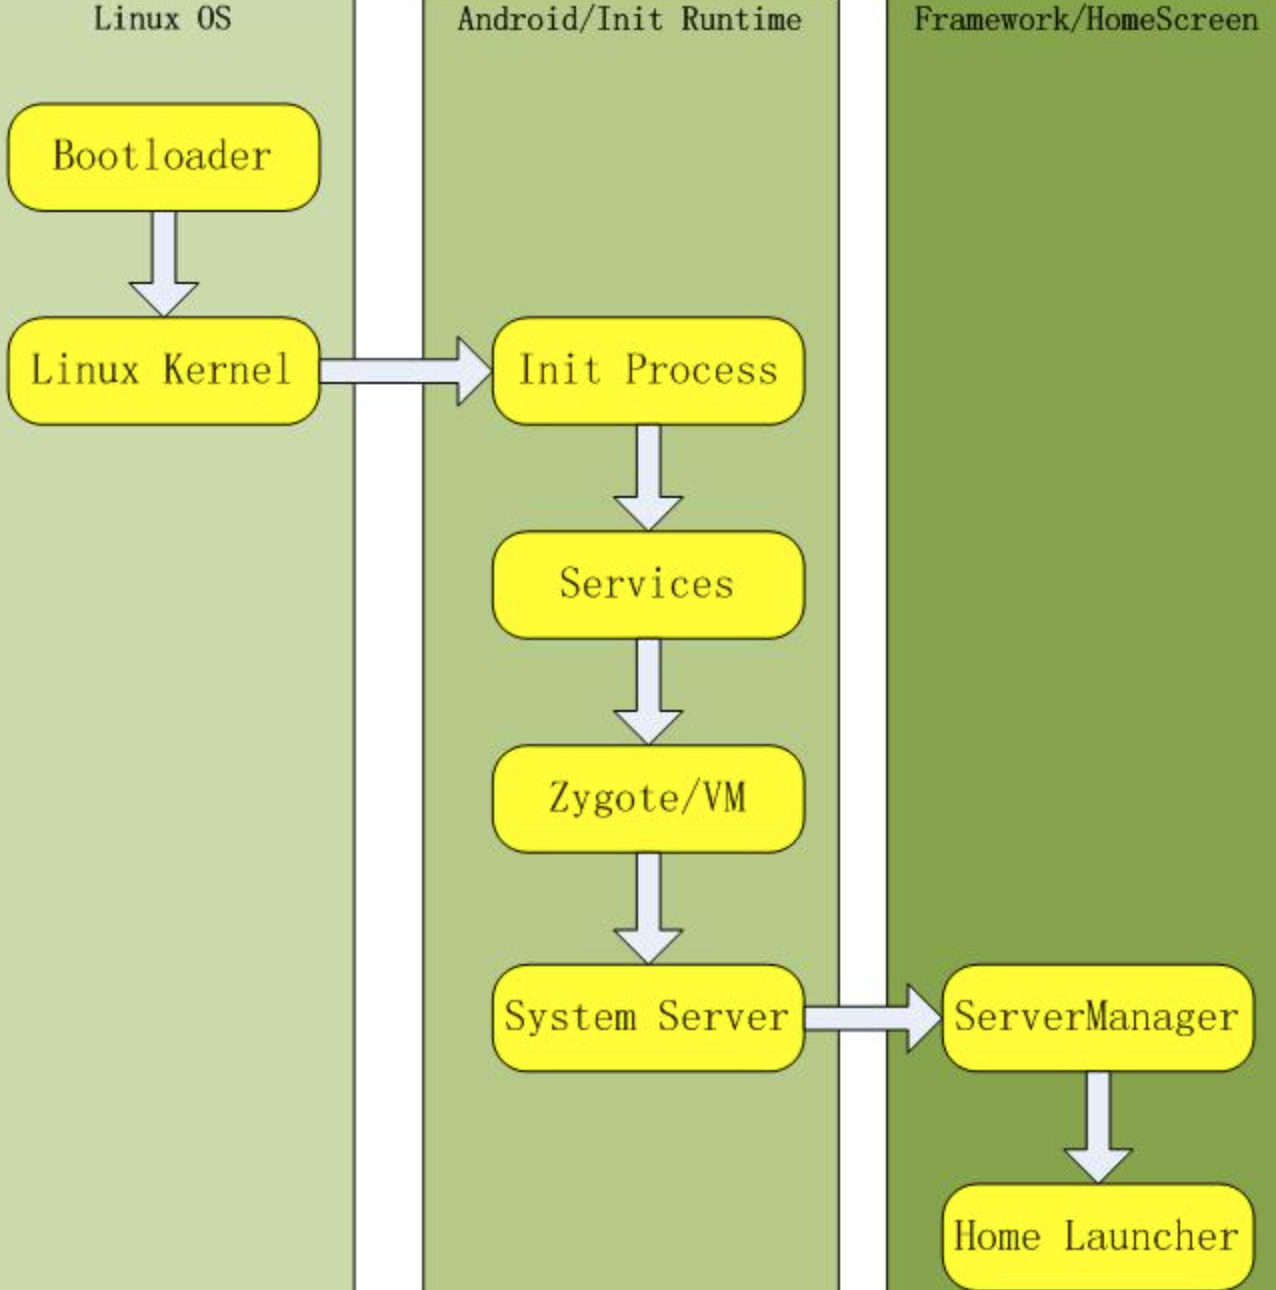 Linux OS
Android/Init Runtime
Framework/HomeScreen
Bootloader
Linux Kernel
Init Process
Services
Zygote/VM
System Server
ServerManager
Home Launcher